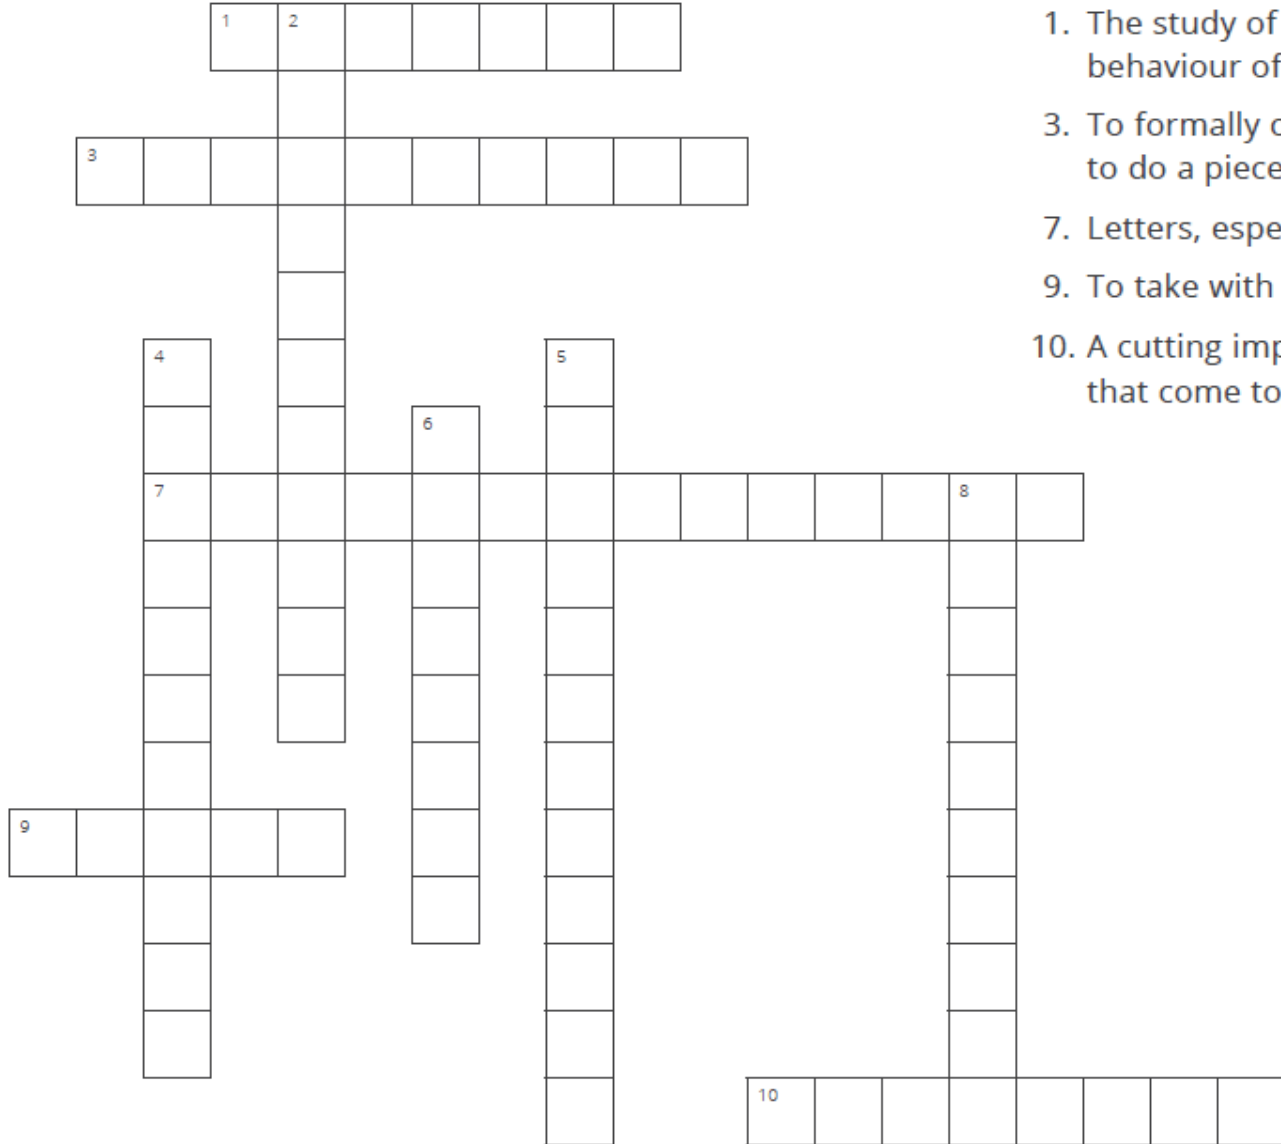 1 2
3
4 5
6
7 8
9
10
1. The study of
behaviour of
3. To formally
to do a piece
7. Letters, espe
9. To take with
10. A cutting imp
that come to